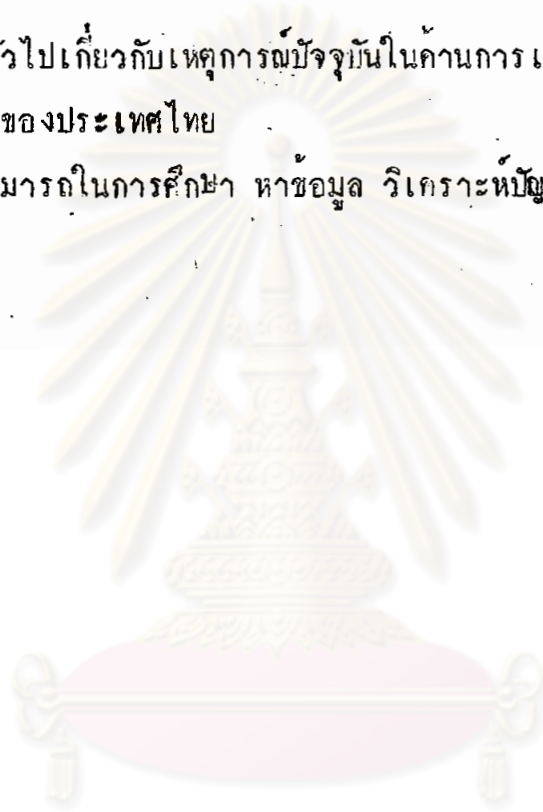 วไปเกี่ยวกับเหตุการณ์ปัจจุบันในด้านการเ
ของประเทศไทย
มารถในการศึกษา หาข้อมูล วิเคราะห์ปัญ